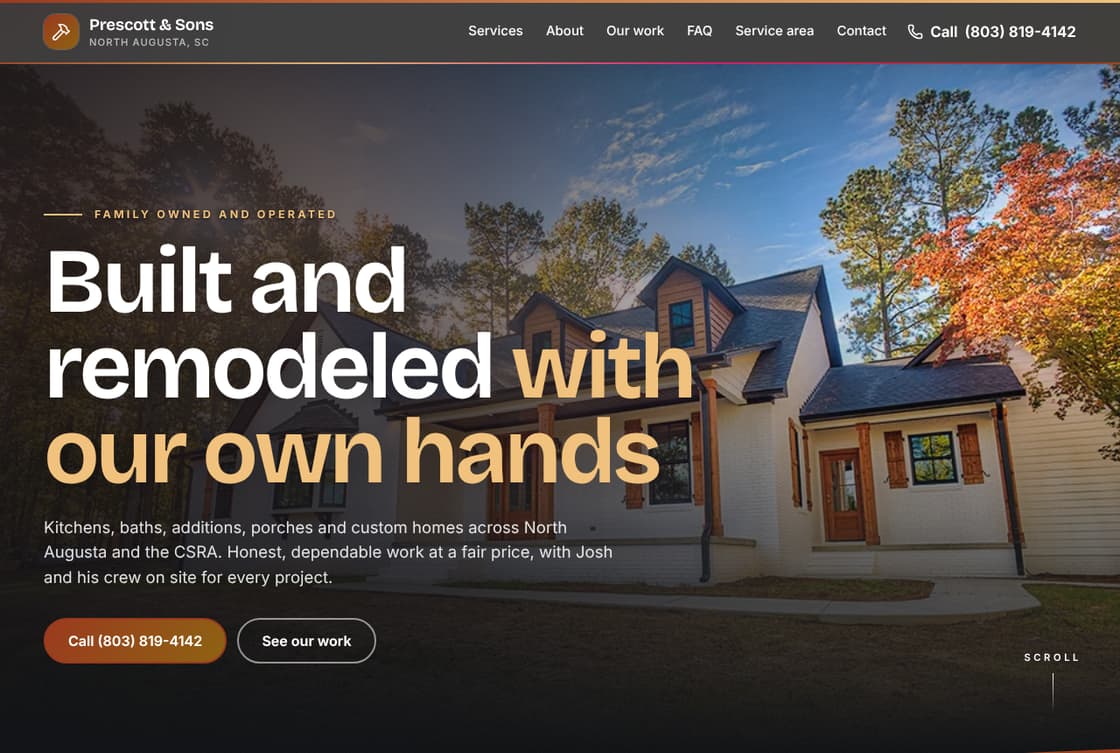 Prescott & Sons
NORTH AUGUSTA, SC
Services
About
Our work
FAQ
Service area
Contact
Call (803) 819-4142
FAMILY OWNED AND OPERATED
Built and
remodeled with
our own hands
Kitchens, baths, additions, porches and custom homes across North
Augusta and the CSRA. Honest, dependable work at a fair price, with Josh
and his crew on site for every project.
Call (803) 819-4142
See our work
SCROLL